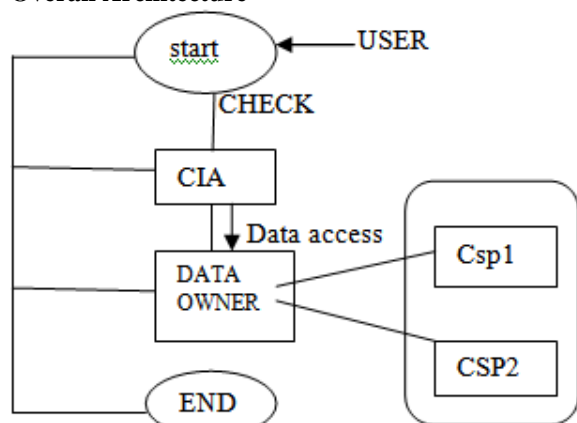 Overall Architecture
start
USER
CHECK
CIA
Data access
DATA
OWNER
Csp1
CSP2
END